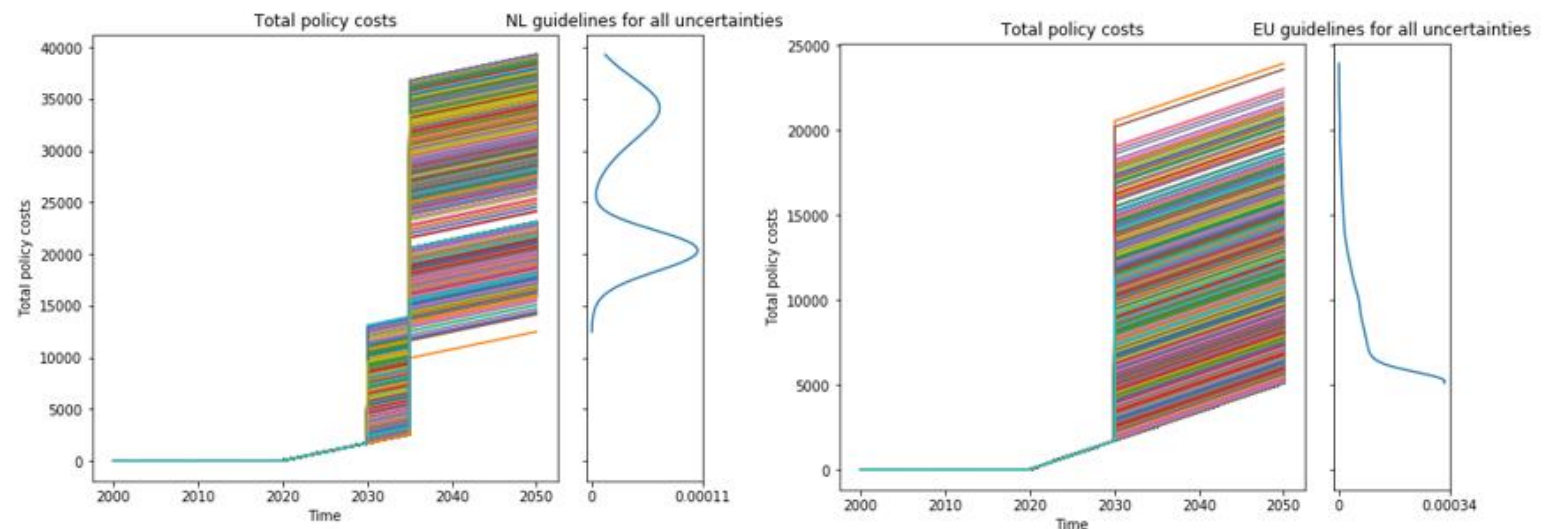 Total policy costs
NL guidelines for all uncertainties
40000
35000
30000
25000
20000
15000
10000
5000
0
Total policy costs
2000 2010 2020 2030 2040 2050
Time
0 0.00011
Total policy costs
EU guidelines for all uncertainties
25000
20000
15000
10000
5000
0
Total policy costs
2000 2010 2020 2030 2040 2050
Time
0 0.00034